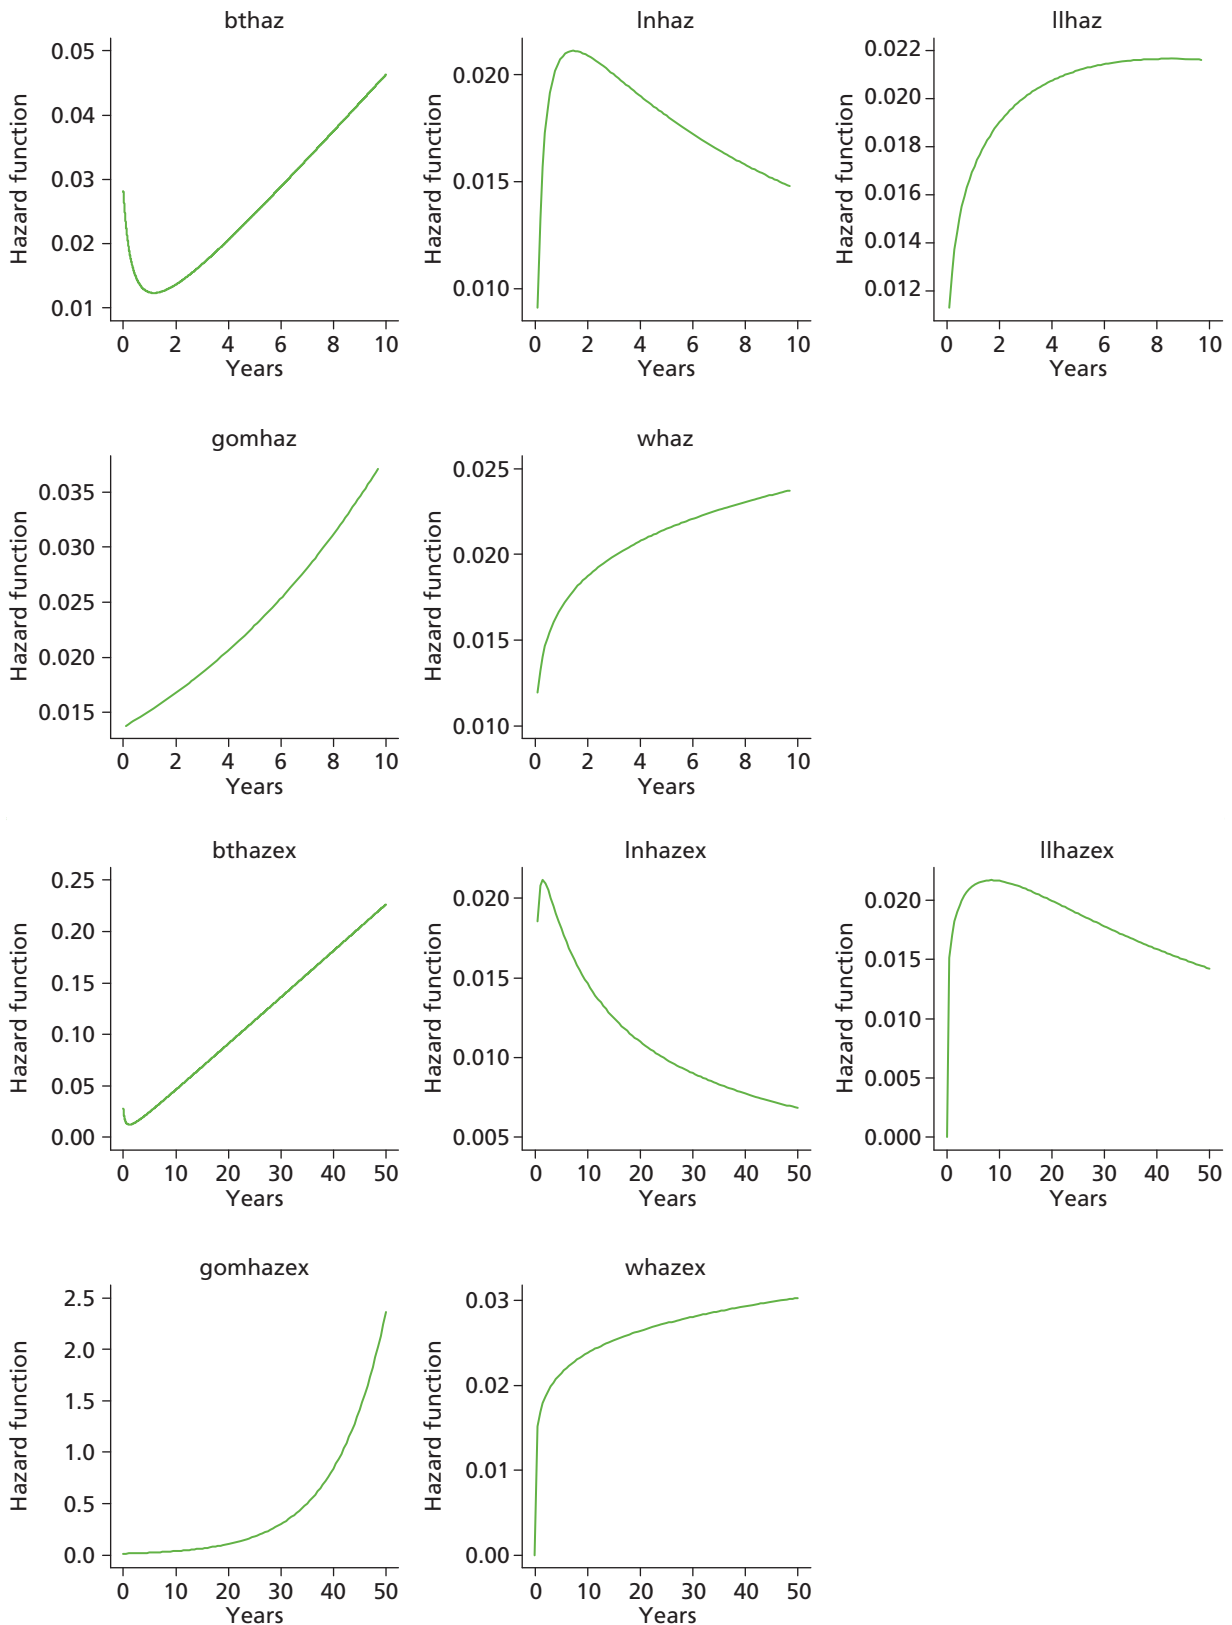 bthaz
Hazard function
0.05
0.04
0.03
0.02
0.01
0 2 4 6 8 10
Years
lnhaz
Hazard function
0.020
0.015
0.010
0 2 4 6 8 10
Years
llhaz
Hazard function
0.022
0.020
0.018
0.016
0.014
0.012
0 2 4 6 8 10
Years
gomhaz
Hazard function
0.035
0.030
0.025
0.020
0.015
0 2 4 6 8 10
Years
whaz
Hazard function
0.025
0.020
0.015
0.010
0 2 4 6 8 10
Years
bthazex
Hazard function
0.25
0.20
0.15
0.10
0.05
0.00
0 10 20 30 40 50
Years
lnhazex
Hazard function
0.020
0.015
0.010
0.005
0 10 20 30 40 50
Years
llhazex
Hazard function
0.020
0.015
0.010
0.005
0.000
0 10 20 30 40 50
Years
gomhazex
Hazard function
2.5
2.0
1.5
1.0
0.5
0.0
0 10 20 30 40 50
Years
whazex
Hazard function
0.03
0.02
0.01
0.00
0 10 20 30 40 50
Years